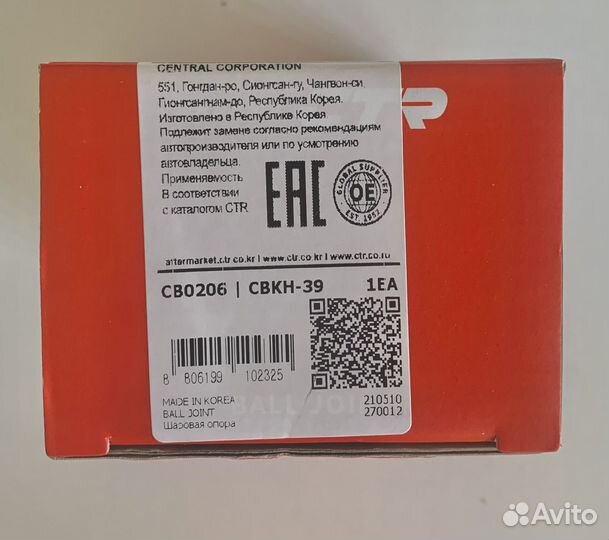 CENTRAL CORPORATION
551, Гонгдан-ро, Сионгсан-гу, Чангвон-си,
Гионгсангнам-до, Республика Корея.
Изготовлено в Республике Корея
Подлежит замене согласно рекомендациям
автопроизводителя или по усмотрению
автовладельца.
Применяемость
В соответствии
с каталогом CTR
EAC
GLOBAL SUPPLIER
OE
EST. 1952
aftermarket.ctr.co.kr | www.ctr.co.kr | www.ctr.co.ru
CB0206 | CBKH-39 1EA
8 806199 102325
MADE IN KOREA 210510
BALL JOINT 270012
Шаровая опора
TR
BALL JOINT
Avito